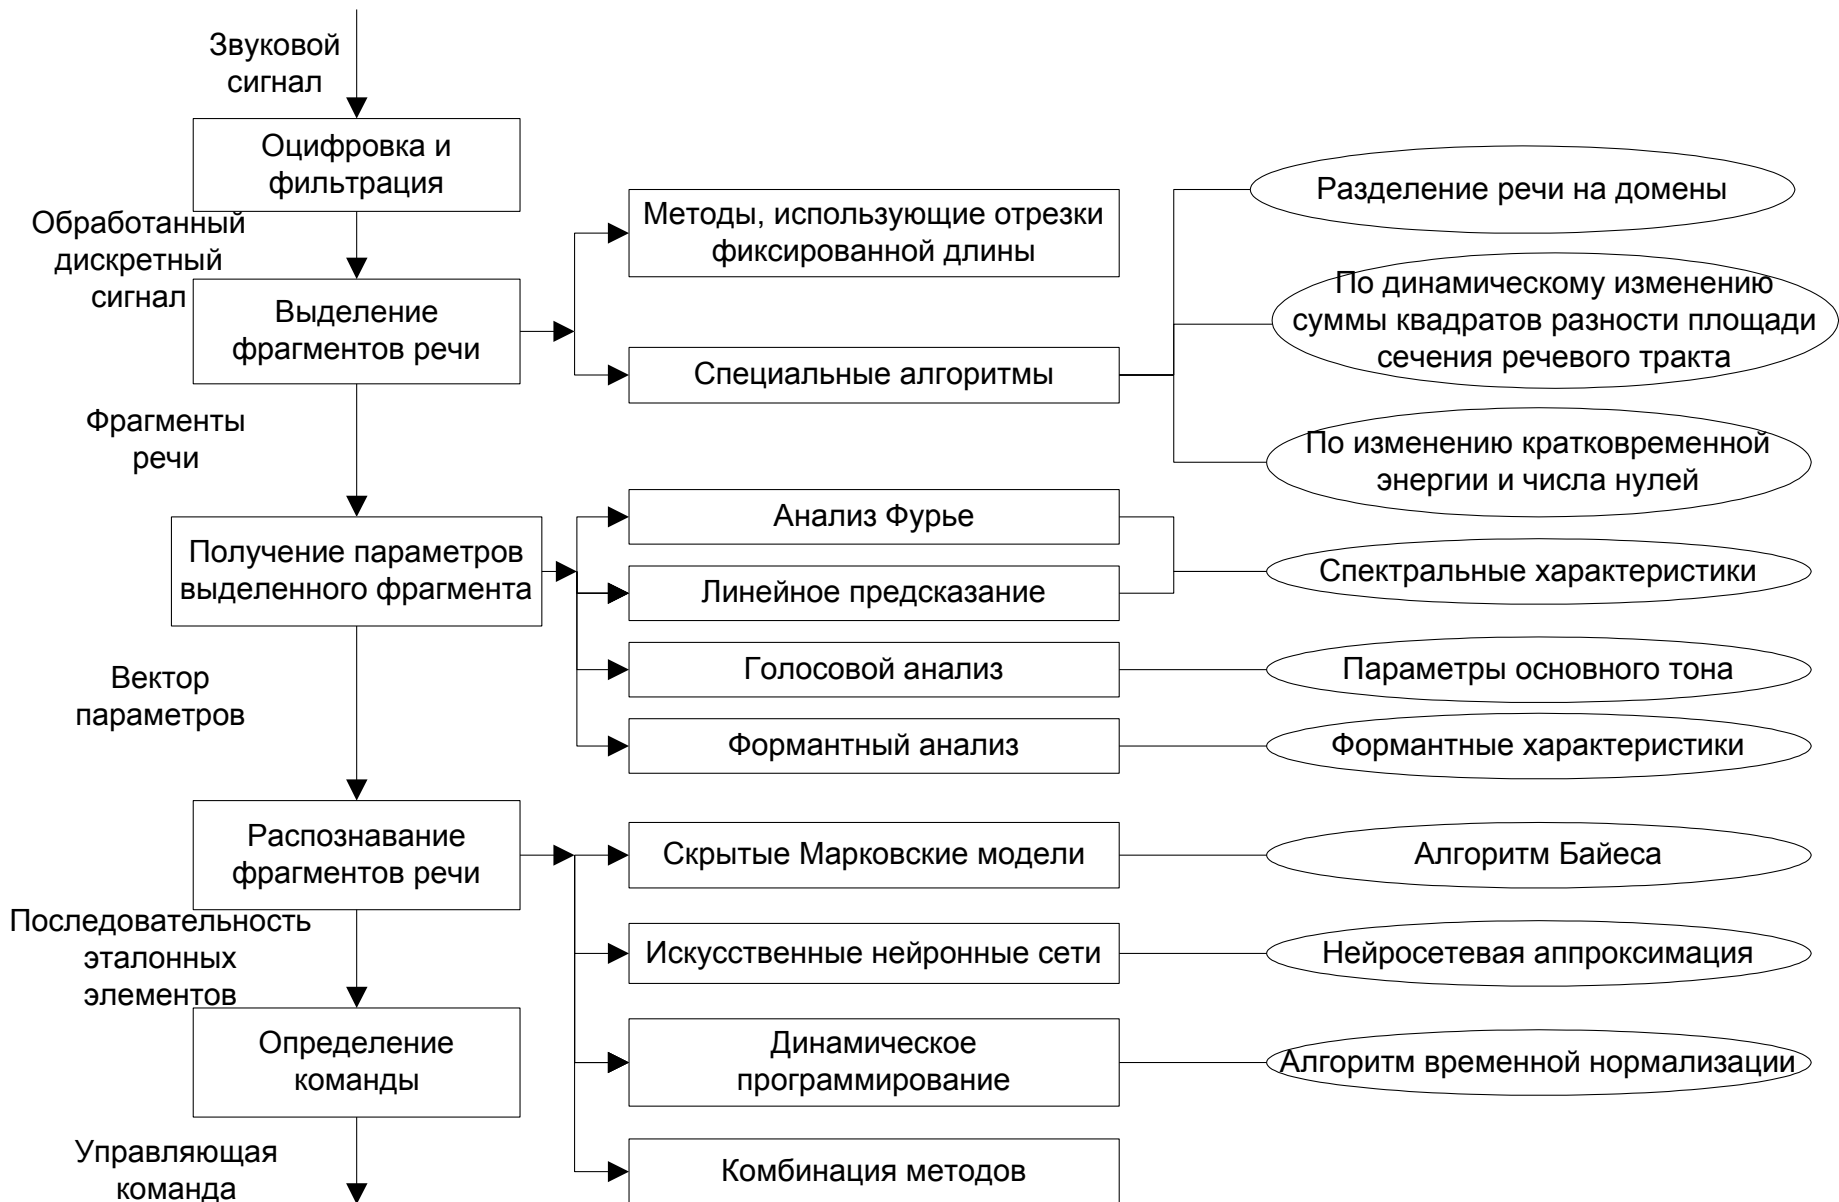 Звуковой
сигнал
Оцифровка и
фильтрация
Обработанный
дискретный
сигнал
Выделение
фрагментов речи
Методы, использующие отрезки
фиксированной длины
Специальные алгоритмы
Разделение речи на домены
По динамическому изменению
суммы квадратов разности площади
сечения речевого тракта
По изменению кратковременной
энергии и числа нулей
Фрагменты
речи
Получение параметров
выделенного фрагмента
Анализ Фурье
Линейное предсказание
Спектральные характеристики
Голосовой анализ
Параметры основного тона
Формантный анализ
Формантные характеристики
Вектор
параметров
Распознавание
фрагментов речи
Скрытые Марковские модели
Алгоритм Байеса
Искусственные нейронные сети
Нейросетевая аппроксимация
Динамическое
программирование
Алгоритм временной нормализации
Комбинация методов
Последовательность
эталонных
элементов
Определение
команды
Управляющая
команда